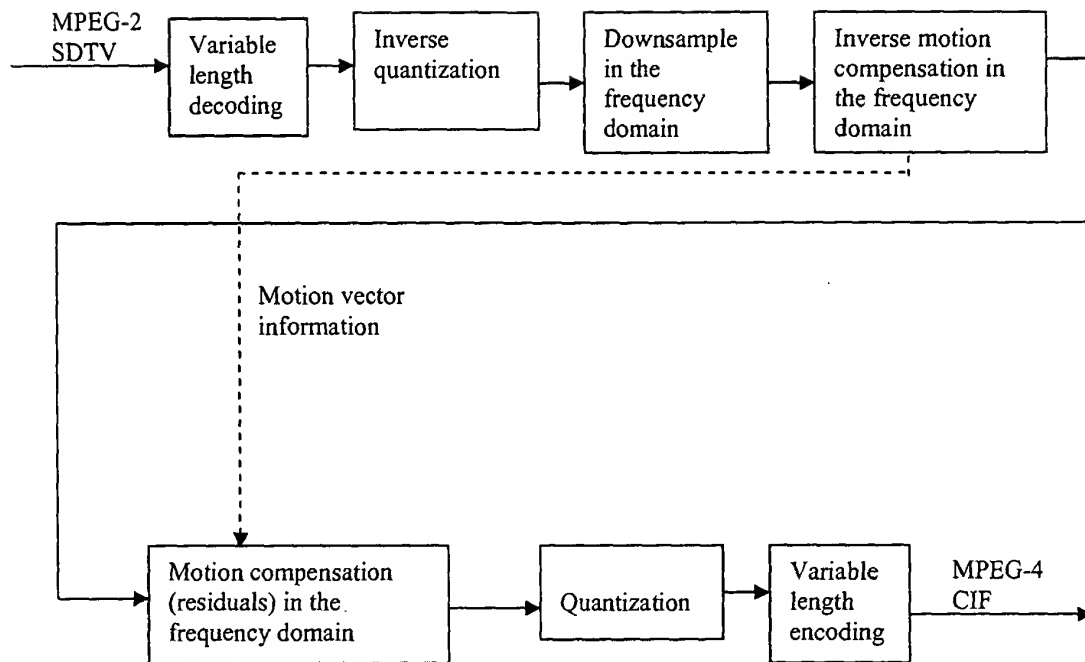 MPEG-2
SDTV
Variable
length
decoding
Inverse
quantization
Downsample
in the
frequency
domain
Inverse motion
compensation in
the frequency
domain
Motion vector
information
Motion compensation
(residuals) in the
frequency domain
Quantization
Variable
length
encoding
MPEG-4
CIF